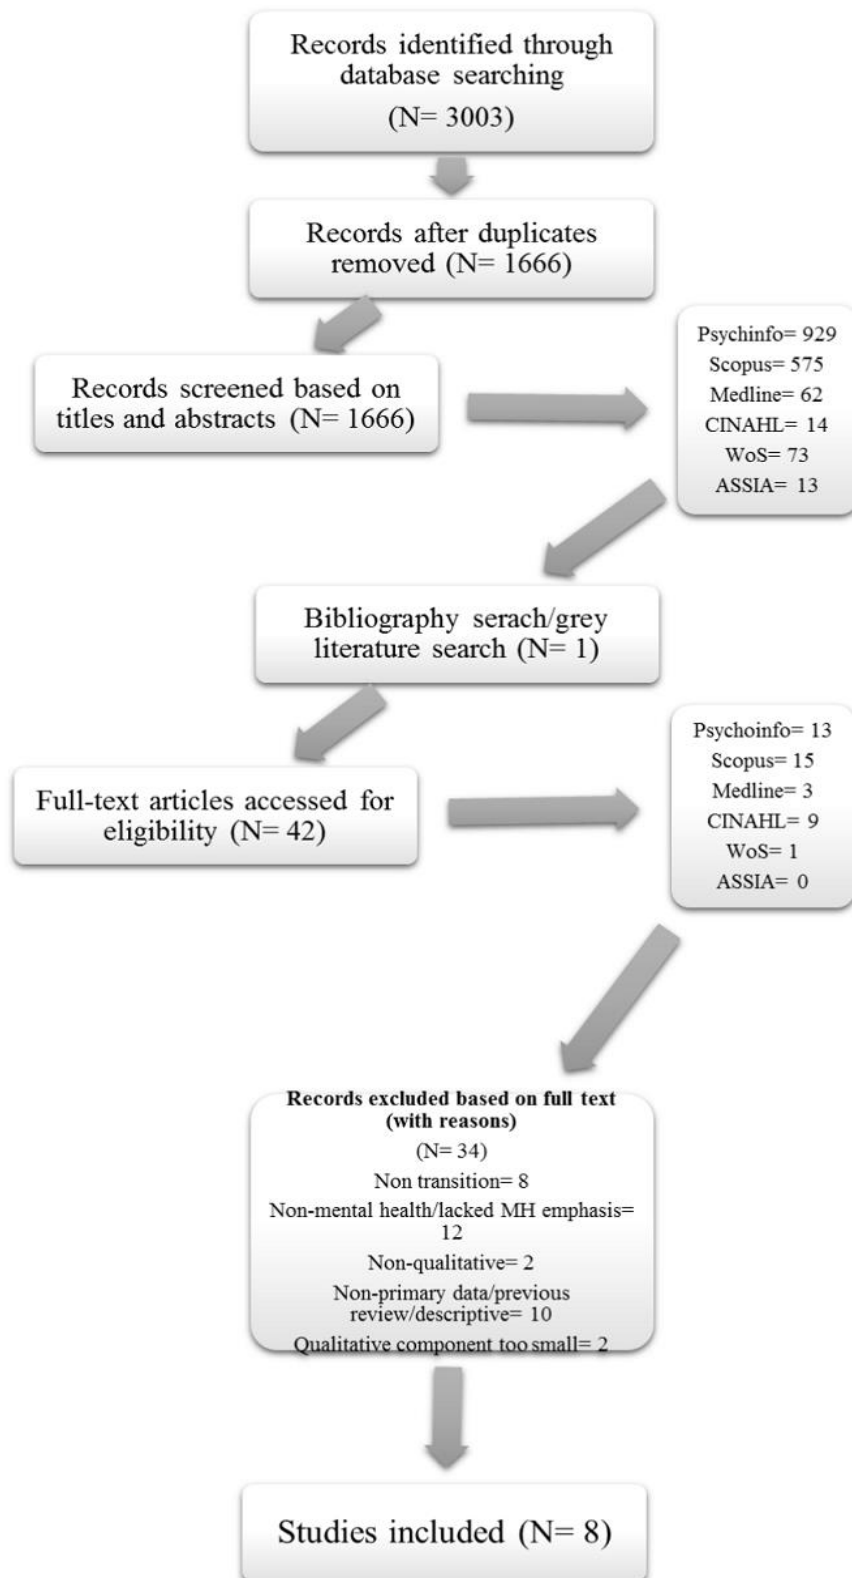 Records identified through
database searching
(N= 3003)
Records after duplicates
removed (N= 1666)
Records screened based on
titles and abstracts (N= 1666)
Psychinfo= 929
Scopus= 575
Medline= 62
CINAHL= 14
WoS= 73
ASSIA= 13
Bibliography serach/grey
literature search (N= 1)
Full-text articles accessed for
eligibility (N= 42)
Psychoinfo= 13
Scopus= 15
Medline= 3
CINAHL= 9
WoS= 1
ASSIA= 0
Records excluded based on full text
(with reasons)
(N= 34)
Non transition= 8
Non-mental health/lacked MH emphasis=
12
Non-qualitative= 2
Non-primary data/previous
review/descriptive= 10
Qualitative component too small= 2
Studies included (N= 8)